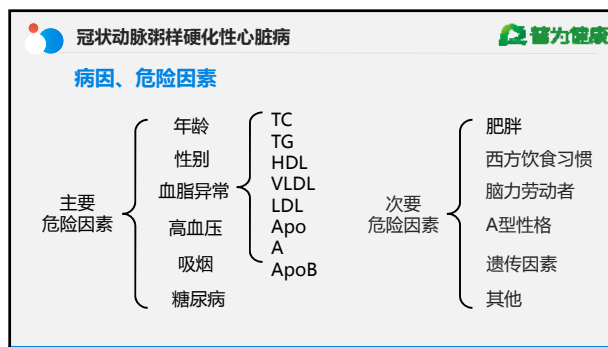 冠状动脉粥样硬化性心脏病
普为健康
病因、危险因素
主要
危险因素
年龄
性别
血脂异常
高血压
吸烟
糖尿病
TC
TG
HDL
VLDL
LDL
Apo
A
ApoB
次要
危险因素
肥胖
西方饮食习惯
脑力劳动者
A型性格
遗传因素
其他